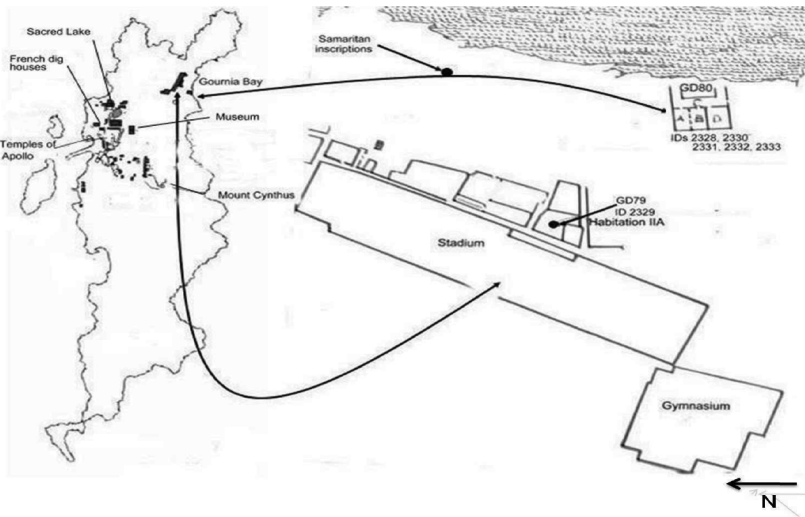 Sacred Lake
French dig
houses
Gournia Bay
Museum
Temples of
Apollo
Mount Cynthus
Samaritan
inscriptions
GD80
A B D
IDs 2328, 2330
2331, 2332, 2333
GD79
ID 2329
Habitation IIA
Stadium
Gymnasium
N